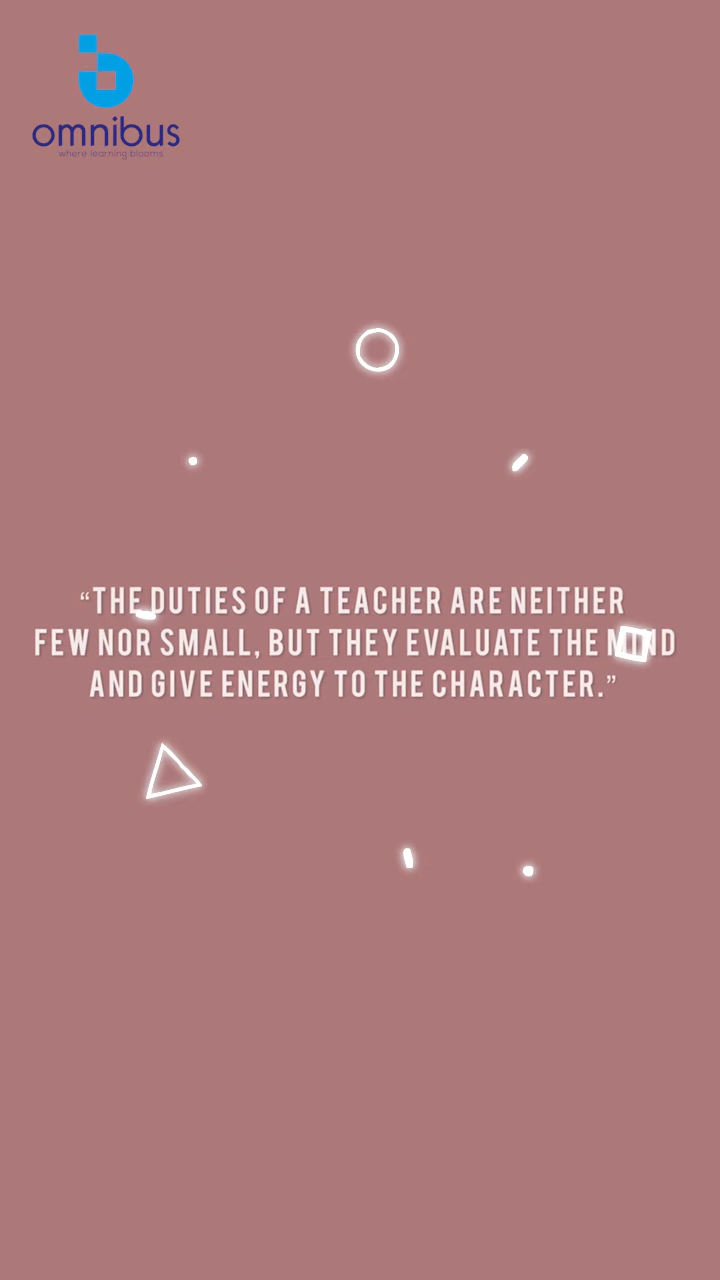 omnibus
where learning blooms
“THE DUTIES OF A TEACHER ARE NEITHER
FEW NOR SMALL, BUT THEY EVALUATE THE MIND
AND GIVE ENERGY TO THE CHARACTER.”